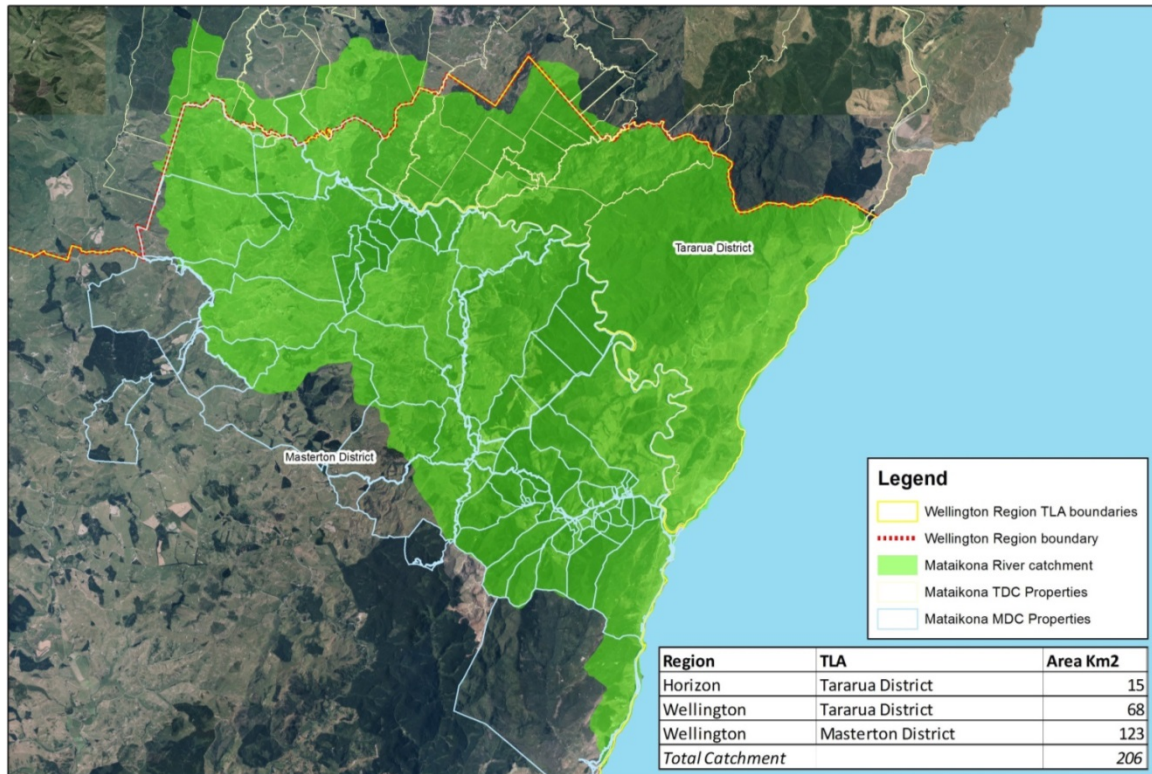 Tararua District
Masterton District
Legend
Wellington Region TLA boundaries
Wellington Region boundary
Mataikona River catchment
Mataikona TDC Properties
Mataikona MDC Properties
Region TLA Area Km2
Horizon Tararua District 15
Wellington Tararua District 68
Wellington Masterton District 123
Total Catchment 206